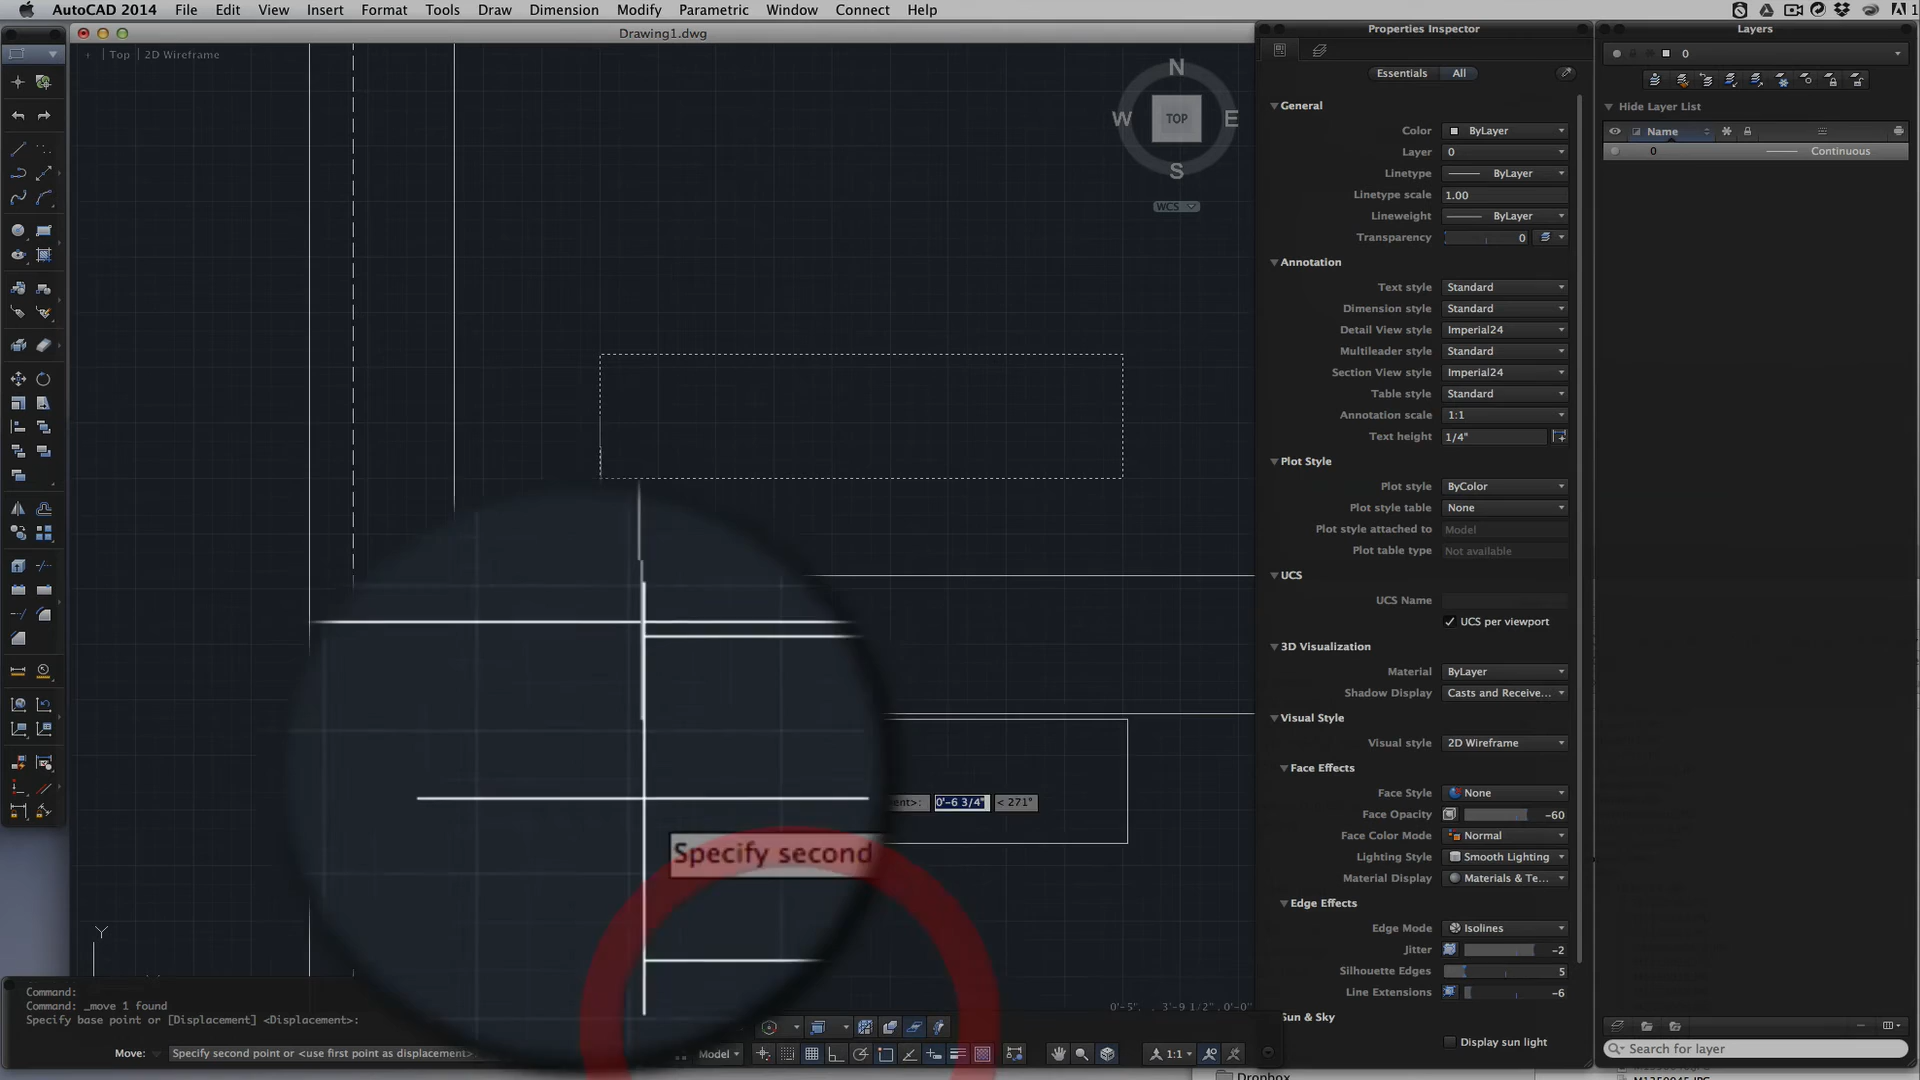 AutoCAD 2014 File Edit View Insert Format Tools Draw Dimension Modify Parametric Window Connect Help
1
Drawing1.dwg
+ Top 2D Wireframe
N
W TOP E
S
WCS
Specify second
ment>: 0'-6 3/4" < 271°
Y
0'-5", , 3'-9 1/2", 0'-0"
Command:
Command: _move 1 found
Specify base point or [Displacement] <Displacement>:
Move: Specify second point or <use first point as displacement>:
Model
1:1
Properties Inspector
Essentials All
General
Color ByLayer
Layer 0
Linetype ByLayer
Linetype scale 1.00
Lineweight ByLayer
Transparency 0
Annotation
Text style Standard
Dimension style Standard
Detail View style Imperial24
Multileader style Standard
Section View style Imperial24
Table style Standard
Annotation scale 1:1
Text height 1/4"
Plot Style
Plot style ByColor
Plot style table None
Plot style attached to Model
Plot table type Not available
UCS
UCS Name
UCS per viewport
3D Visualization
Material ByLayer
Shadow Display Casts and Receive...
Visual Style
Visual style 2D Wireframe
Face Effects
Face Style None
Face Opacity -60
Face Color Mode Normal
Lighting Style Smooth Lighting
Material Display Materials & Te...
Edge Effects
Edge Mode Isolines
Jitter -2
Silhouette Edges 5
Line Extensions -6
Sun & Sky
Display sun light
Layers
0
Hide Layer List
Name
0 Continuous
Search for layer
Dropbox